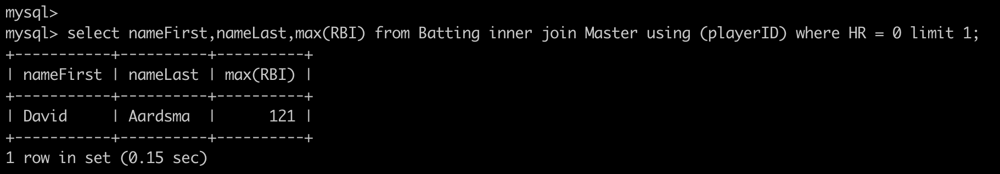 mysql>
mysql> select nameFirst,nameLast,max(RBI) from Batting inner join Master using (playerID) where HR = 0 limit 1;
+-----------+----------+----------+
| nameFirst | nameLast | max(RBI) |
+-----------+----------+----------+
| David     | Aardsma  |      121 |
+-----------+----------+----------+
1 row in set (0.15 sec)